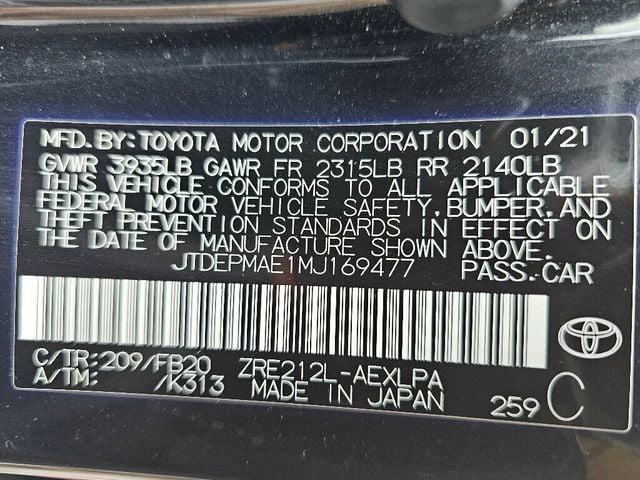 MFD. BY: TOYOTA MOTOR CORPORATION 01/21
GVWR 3935LB GAWR FR 2315LB RR 2140LB
THIS VEHICLE CONFORMS TO ALL APPLICABLE
FEDERAL MOTOR VEHICLE SAFETY, BUMPER, AND
THEFT PREVENTION STANDARDS IN EFFECT ON
THE DATE OF MANUFACTURE SHOWN ABOVE.
JTDEPMAE1MJ169477 PASS. CAR
C/TR: 209/FB20 ZRE212L-AEXLPA
A/TM: /K313 MADE IN JAPAN 259 C